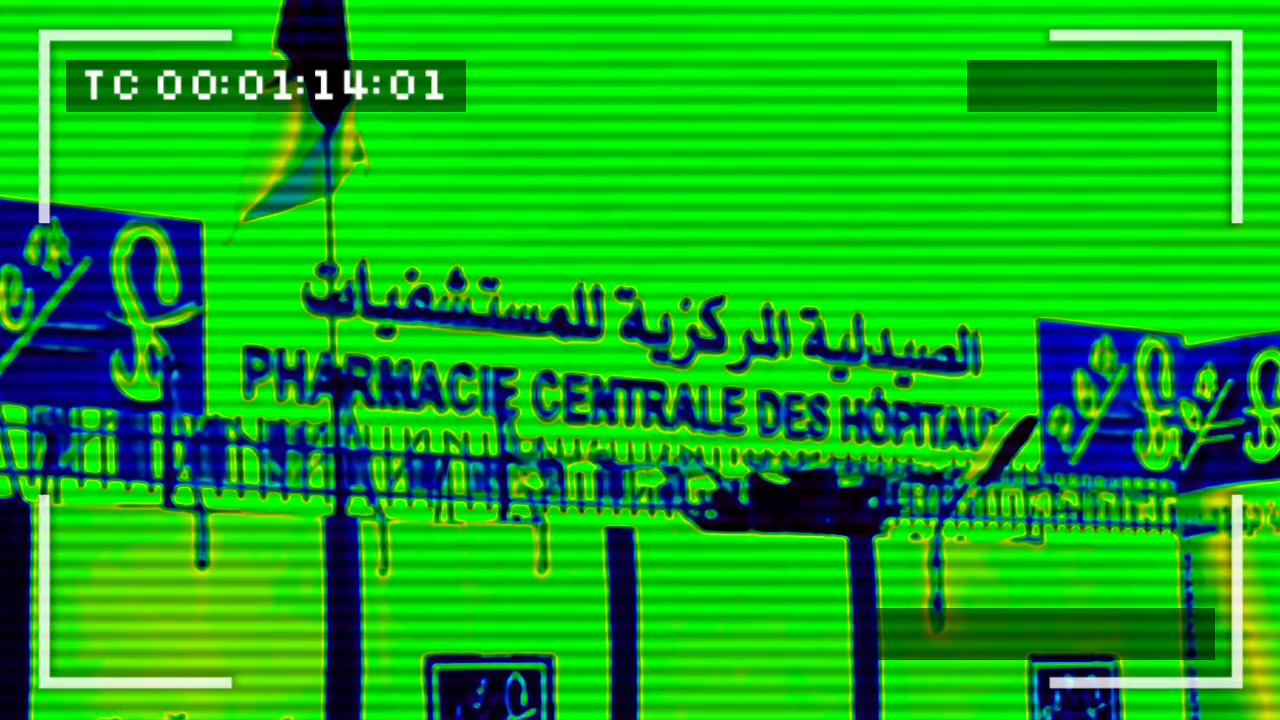 TC 00:01:14:01
الصيدلية المركزية للمستشفيات
PHARMACIE CENTRALE DES HÔPITAUX